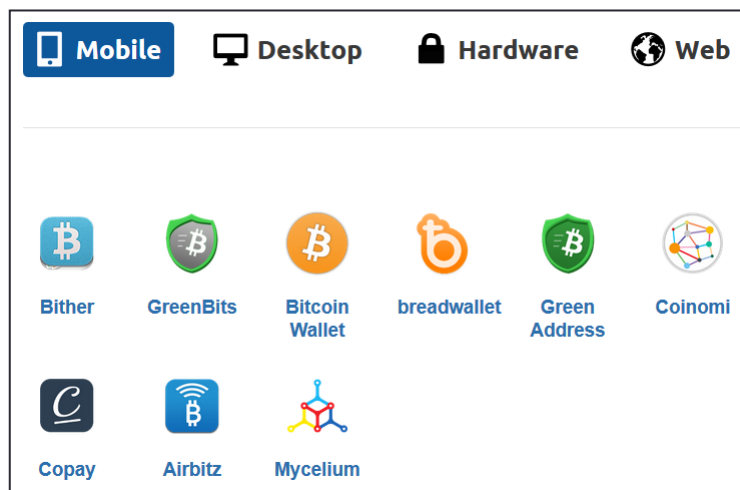 Mobile Desktop Hardware Web
Bither GreenBits Bitcoin Wallet breadwallet Green Address Coinomi
Copay Airbitz Mycelium